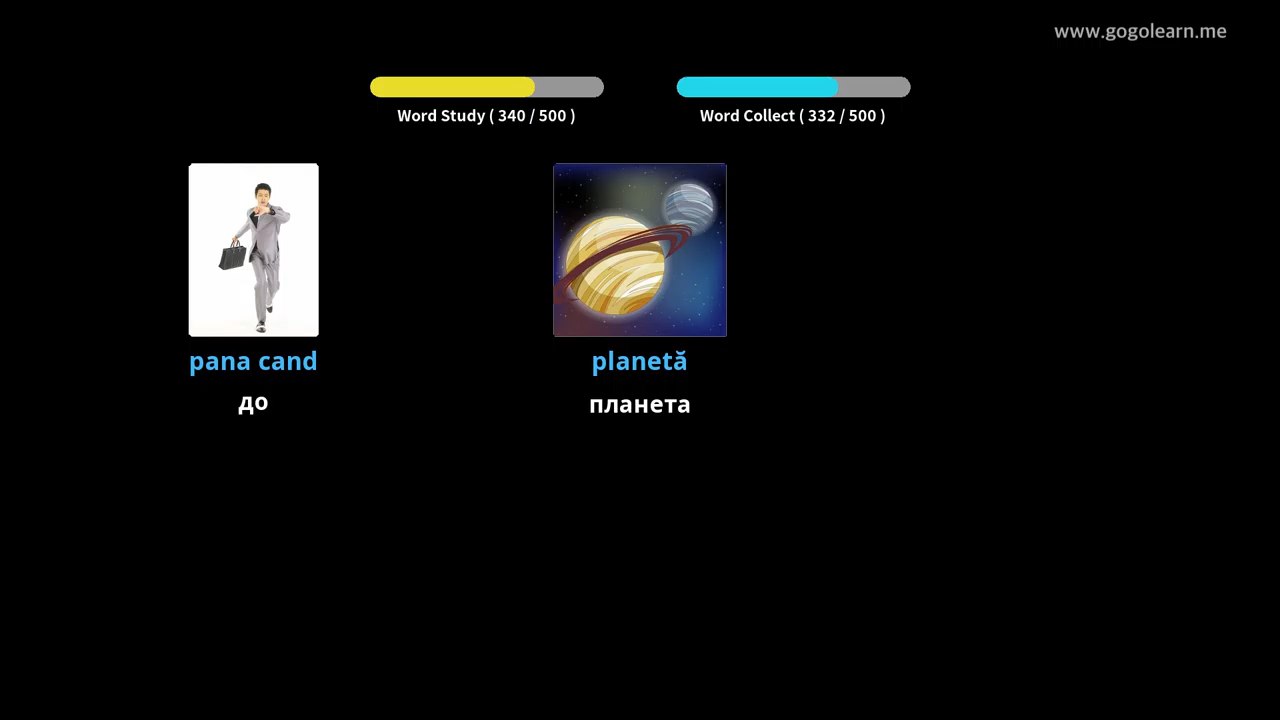 www.gogolearn.me
Word Study ( 340 / 500 )
Word Collect ( 332 / 500 )
pana cand
до
planetă
планета